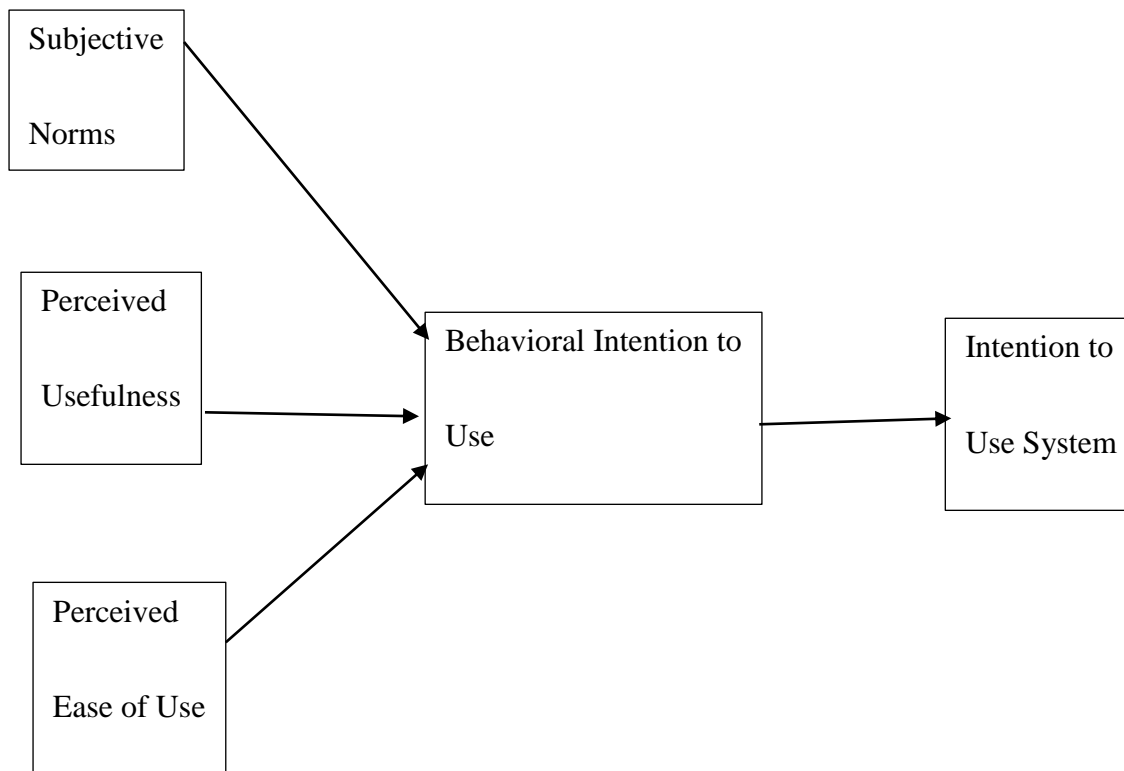 Subjective
Norms
Perceived
Usefulness
Behavioral Intention to
Use
Intention to
Use System
Perceived
Ease of Use